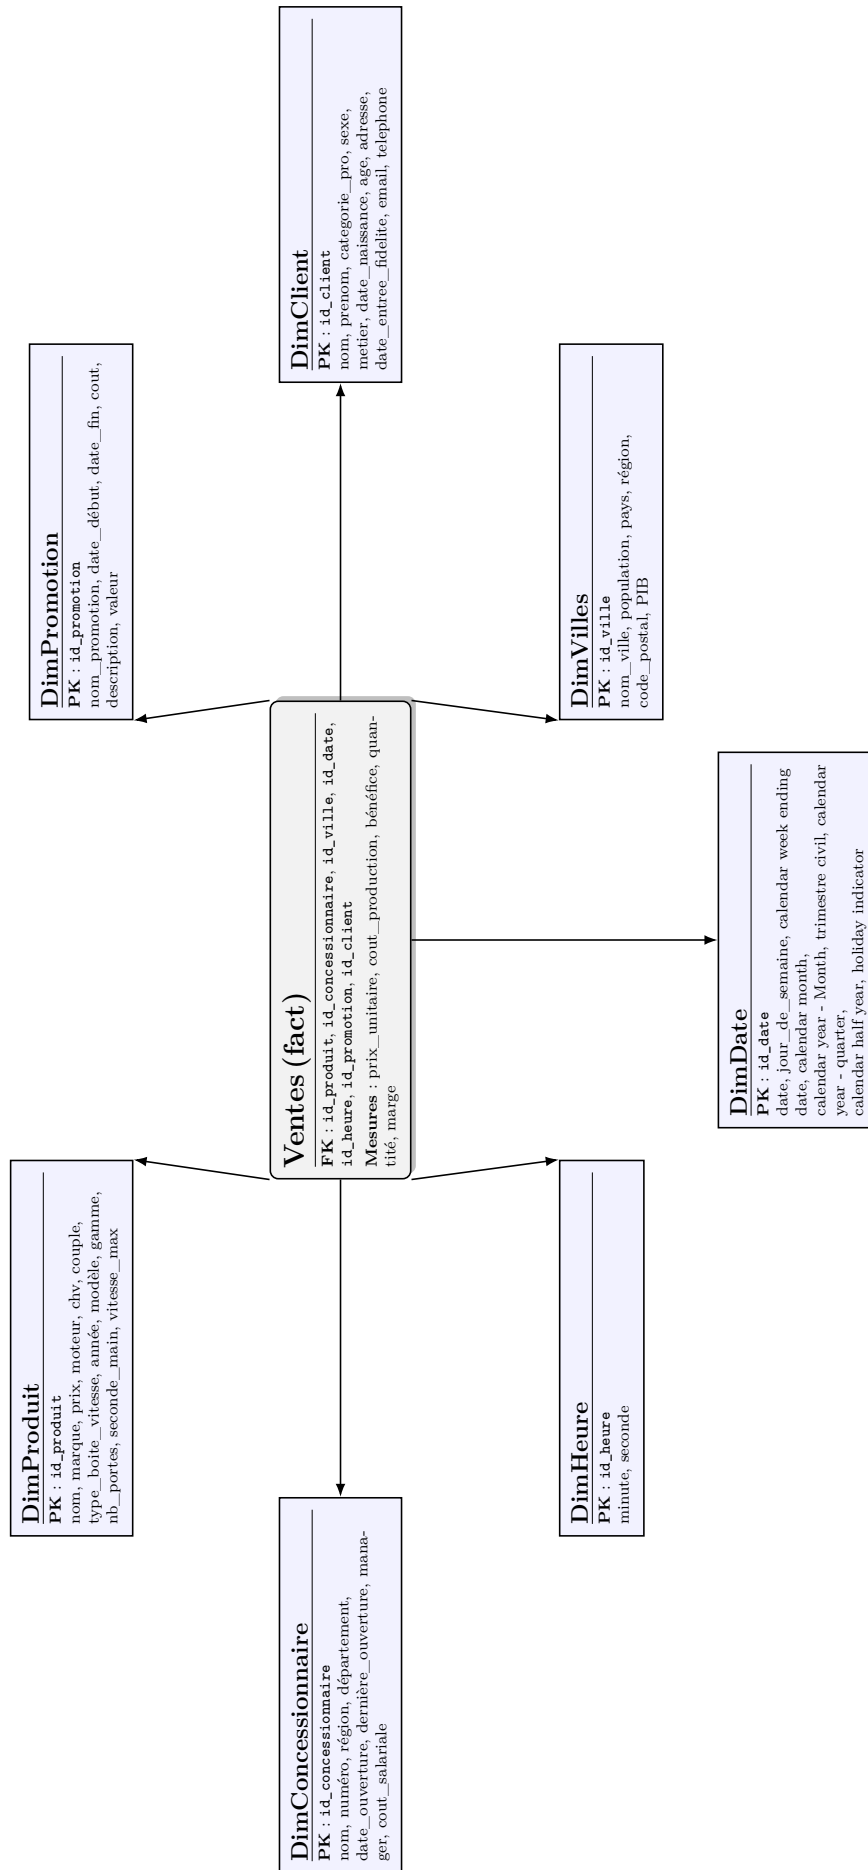 DimProduit
PK : id_produit
nom, marque, prix, moteur, chv, couple,
type_boite_vitesse, année, modèle, gamme,
nb_portes, seconde_main, vitesse_max
DimPromotion
PK : id_promotion
nom_promotion, date_début, date_fin, cout,
description, valeur
DimConcessionnaire
PK : id_concessionnaire
nom, numéro, région, département,
date_ouverture, dernière_ouverture, mana-
ger, cout_salariale
Ventes (fact)
FK : id_produit, id_concessionnaire, id_ville, id_date,
id_heure, id_promotion, id_client
Mesures : prix_unitaire, cout_production, bénéfice, quan-
tité, marge
DimClient
PK : id_client
nom, prenom, categorie_pro, sexe,
metier, date_naissance, age, adresse,
date_entree_fidelite, email, telephone
DimHeure
PK : id_heure
minute, seconde
DimVilles
PK : id_ville
nom_ville, population, pays, région,
code_postal, PIB
DimDate
PK : id_date
date, jour_de_semaine, calendar week ending
date, calendar month,
calendar year - Month, trimestre civil, calendar
year - quarter,
calendar half year, holiday indicator